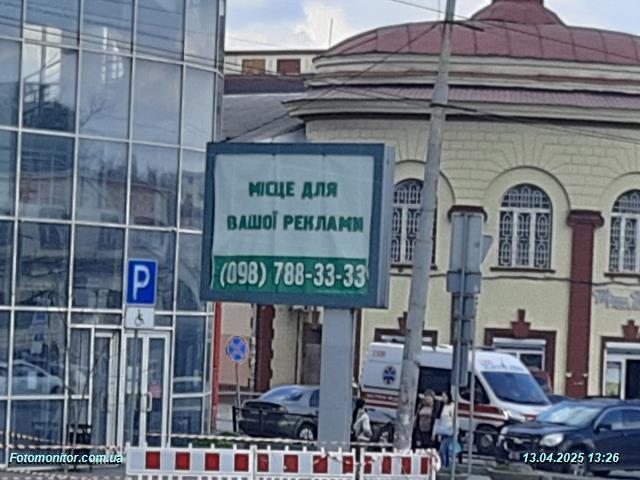 МІСЦЕ ДЛЯ
ВАШОЇ РЕКЛАМИ
(098) 788-33-33
P
Fotomonitor.com.ua
13.04.2025 13:26